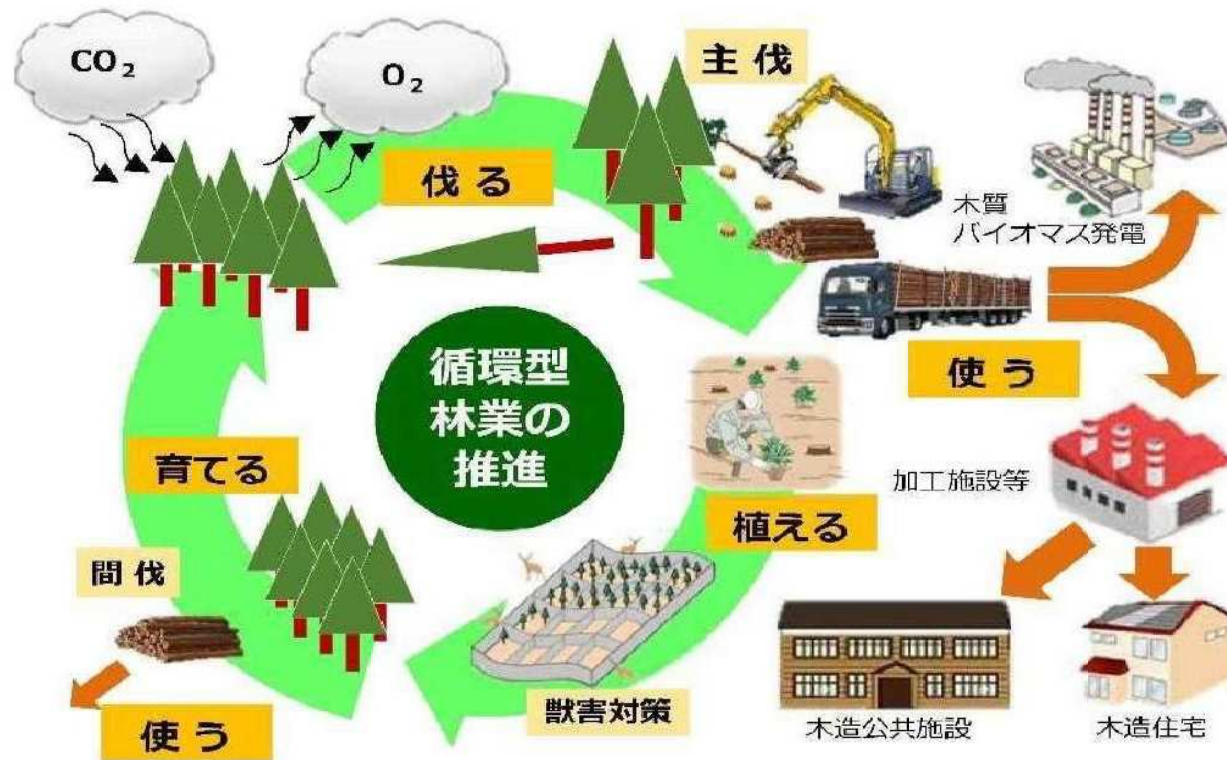 CO₂
O₂
主伐
伐る
木質
バイオマス発電
使う
循環型
林業の
推進
育てる
加工施設等
植える
間伐
獣害対策
使う
木造公共施設
木造住宅